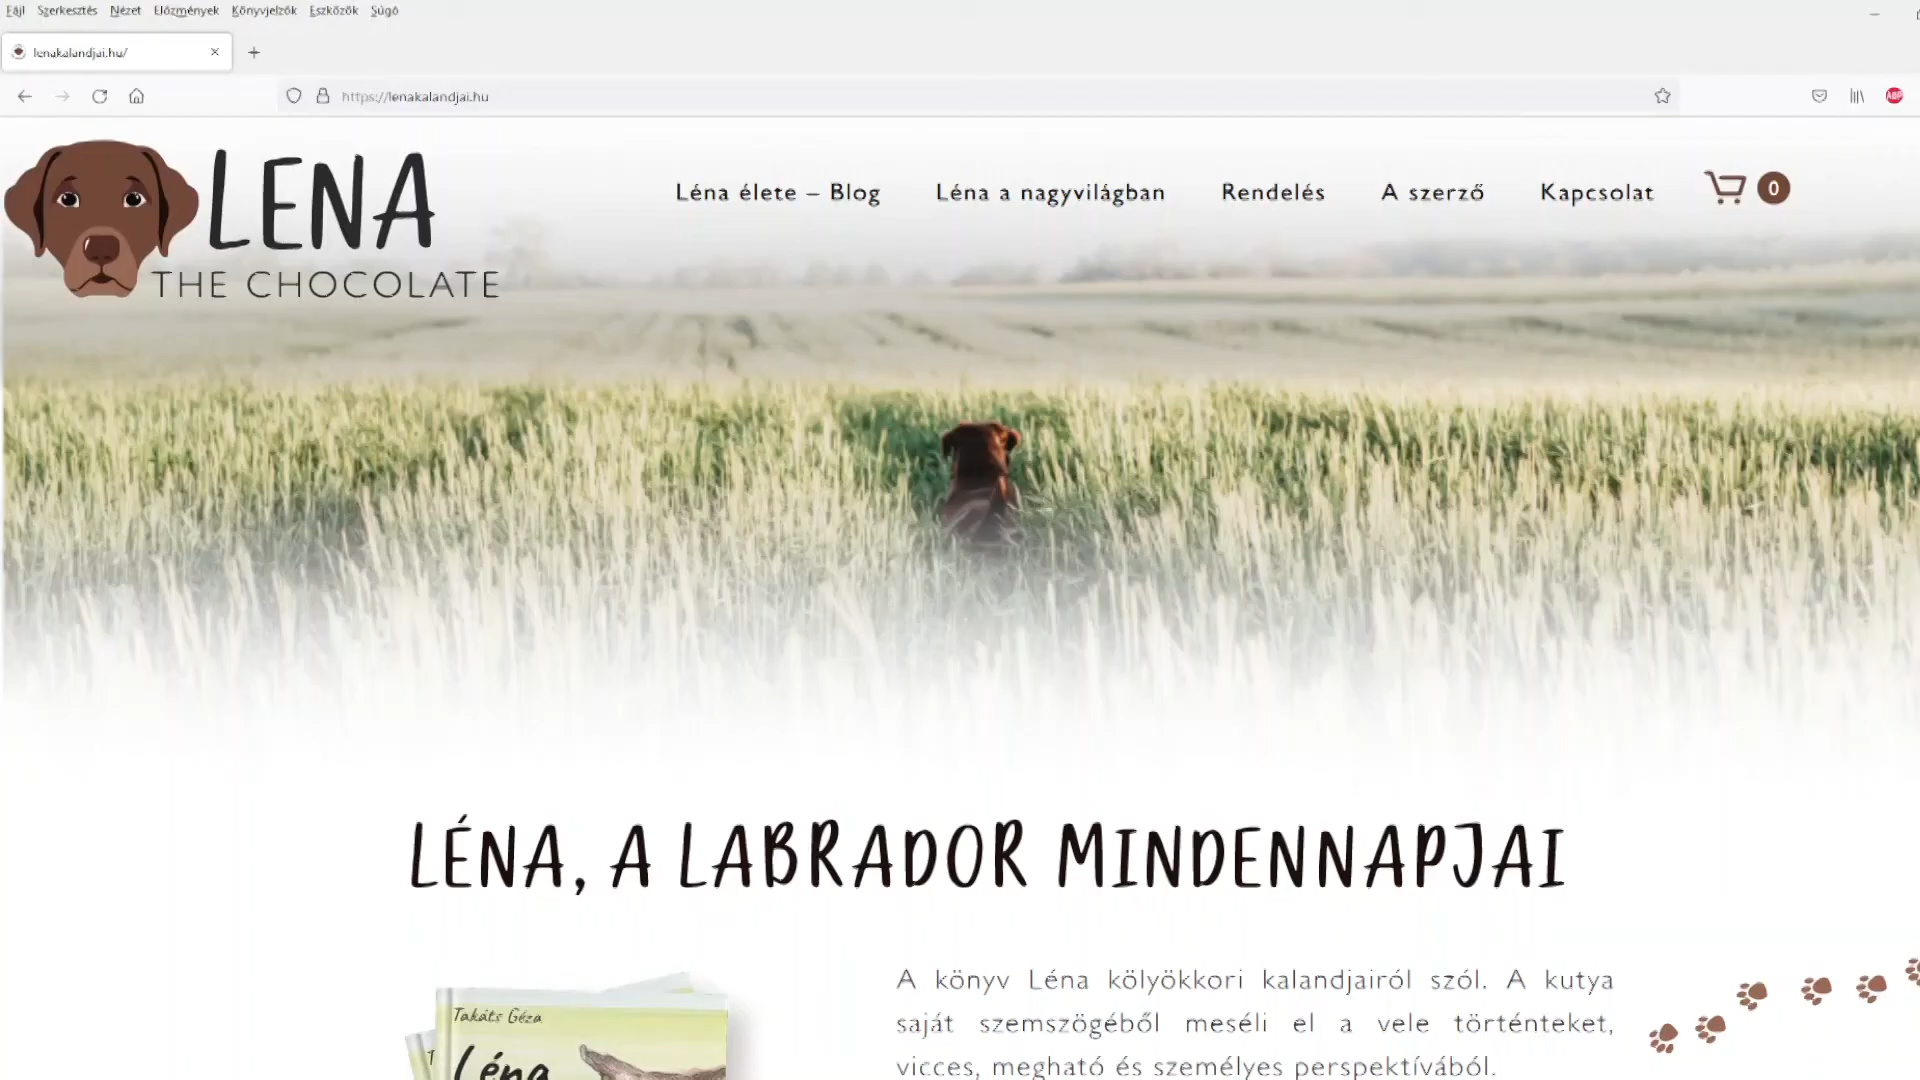 Fájl Szerkesztés Nézet Előzmények Könyvjelzők Eszközök Súgó
lenakalandjai.hu/
https://lenakalandjai.hu
ABP
LENA
THE CHOCOLATE
Léna élete – Blog Léna a nagyvilágban Rendelés A szerző Kapcsolat 0
LÉNA, A LABRADOR MINDENNAPJAI
A könyv Léna kölyökkori kalandjairól szól. A kutya
saját szemszögéből meséli el a vele történteket,
vicces, megható és személyes perspektívából.
Takáts Géza
Léna